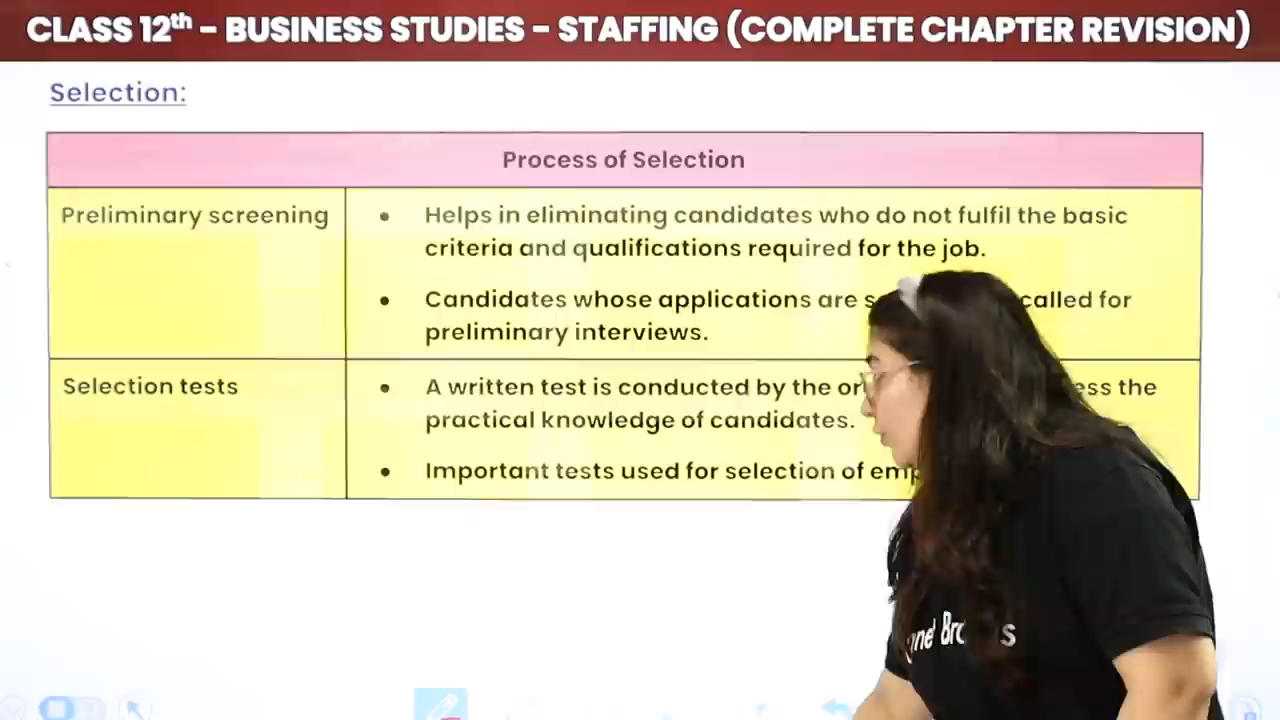 CLASS 12th – BUSINESS STUDIES – STAFFING (COMPLETE CHAPTER REVISION)
Selection:
Process of Selection
Preliminary screening
• Helps in eliminating candidates who do not fulfil the basic
criteria and qualifications required for the job.
• Candidates whose applications are called for
preliminary interviews.
Selection tests
• A written test is conducted by the the
practical knowledge of candidates.
• Important tests used for selection of